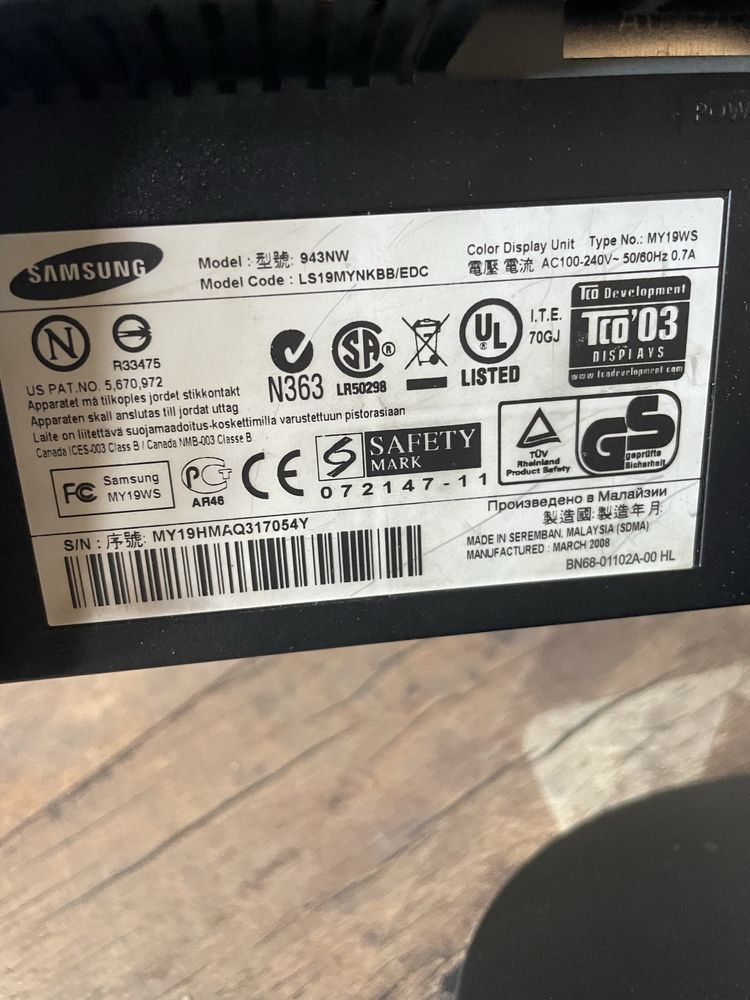 POW
SAMSUNG
Model : 型號: 943NW
Model Code : LS19MYNKBB/EDC
Color Display Unit Type No.: MY19WS
電壓 電流 AC100-240V~ 50/60Hz 0.7A
N
R33475
N363
SA
LR50298
UL
LISTED
I.T.E.
70GJ
TCO Development
TCO'03
DISPLAYS
www.tcodevelopment.com
US PAT.NO. 5,670,972
Apparatet må tilkoples jordet stikkontakt
Apparaten skall anslutas till jordat uttag
Laite on liitettävä suojamaadoitus-koskettimilla varustettuun pistorasiaan
Canada ICES-003 Class B / Canada NMB-003 Classe B
FC Samsung
MY19WS
PCT
AR46
CE
S SAFETY
MARK
072147-11
TÜV
Rheinland
Product Safety
GS
geprüfte
Sicherheit
S/N : 序號: MY19HMAQ317054Y
Произведено в Малайзии
製造國: 製造年月:
MADE IN SEREMBAN, MALAYSIA (SDMA)
MANUFACTURED : MARCH 2008
BN68-01102A-00 HL